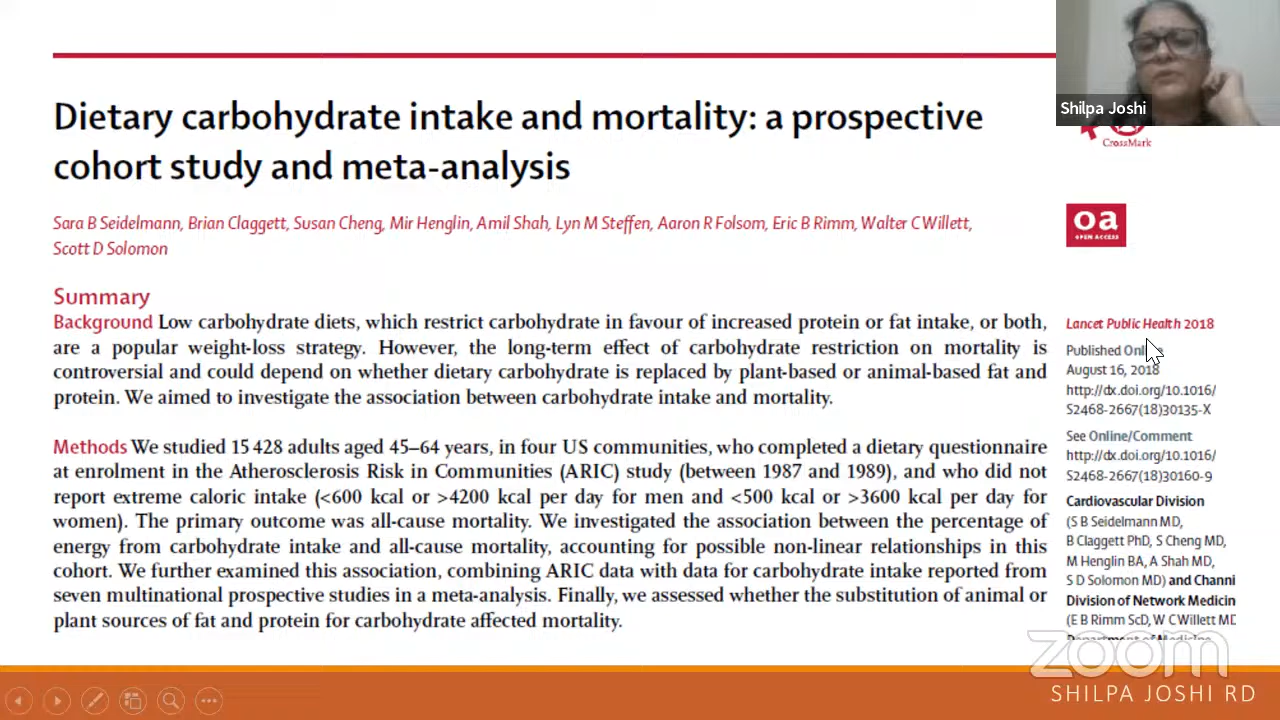 Shilpa Joshi
CrossMark
Dietary carbohydrate intake and mortality: a prospective
cohort study and meta-analysis
Sara B Seidelmann, Brian Claggett, Susan Cheng, Mir Henglin, Amil Shah, Lyn M Steffen, Aaron R Folsom, Eric B Rimm, Walter C Willett,
Scott D Solomon
oa
OPEN ACCESS
Summary
Background Low carbohydrate diets, which restrict carbohydrate in favour of increased protein or fat intake, or both,
are a popular weight-loss strategy. However, the long-term effect of carbohydrate restriction on mortality is
controversial and could depend on whether dietary carbohydrate is replaced by plant-based or animal-based fat and
protein. We aimed to investigate the association between carbohydrate intake and mortality.
Methods We studied 15 428 adults aged 45–64 years, in four US communities, who completed a dietary questionnaire
at enrolment in the Atherosclerosis Risk in Communities (ARIC) study (between 1987 and 1989), and who did not
report extreme caloric intake (<600 kcal or >4200 kcal per day for men and <500 kcal or >3600 kcal per day for
women). The primary outcome was all-cause mortality. We investigated the association between the percentage of
energy from carbohydrate intake and all-cause mortality, accounting for possible non-linear relationships in this
cohort. We further examined this association, combining ARIC data with data for carbohydrate intake reported from
seven multinational prospective studies in a meta-analysis. Finally, we assessed whether the substitution of animal or
plant sources of fat and protein for carbohydrate affected mortality.
Lancet Public Health 2018
Published Online
August 16, 2018
http://dx.doi.org/10.1016/
S2468-2667(18)30135-X
See Online/Comment
http://dx.doi.org/10.1016/
S2468-2667(18)30160-9
Cardiovascular Division
(S B Seidelmann MD,
B Claggett PhD, S Cheng MD,
M Henglin BA, A Shah MD,
S D Solomon MD) and Channi
Division of Network Medicin
(E B Rimm ScD, W C Willett MD
Department of Medicine
zoom
SHILPA JOSHI RD